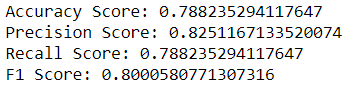 Accuracy Score: 0.788235294117647
Precision Score: 0.8251167133520074
Recall Score: 0.788235294117647
F1 Score: 0.8000580771307316